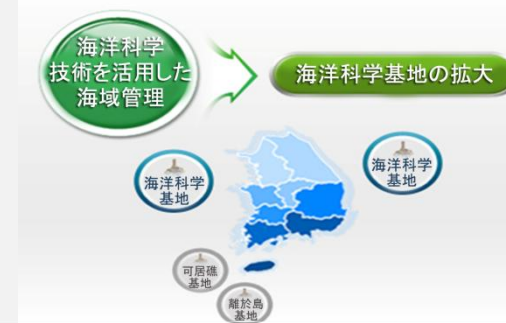 海洋科学
技術を活用した
海域管理
海洋科学基地の拡大
海洋科学
基地
海洋科学
基地
可居礁
基地
離於島
基地